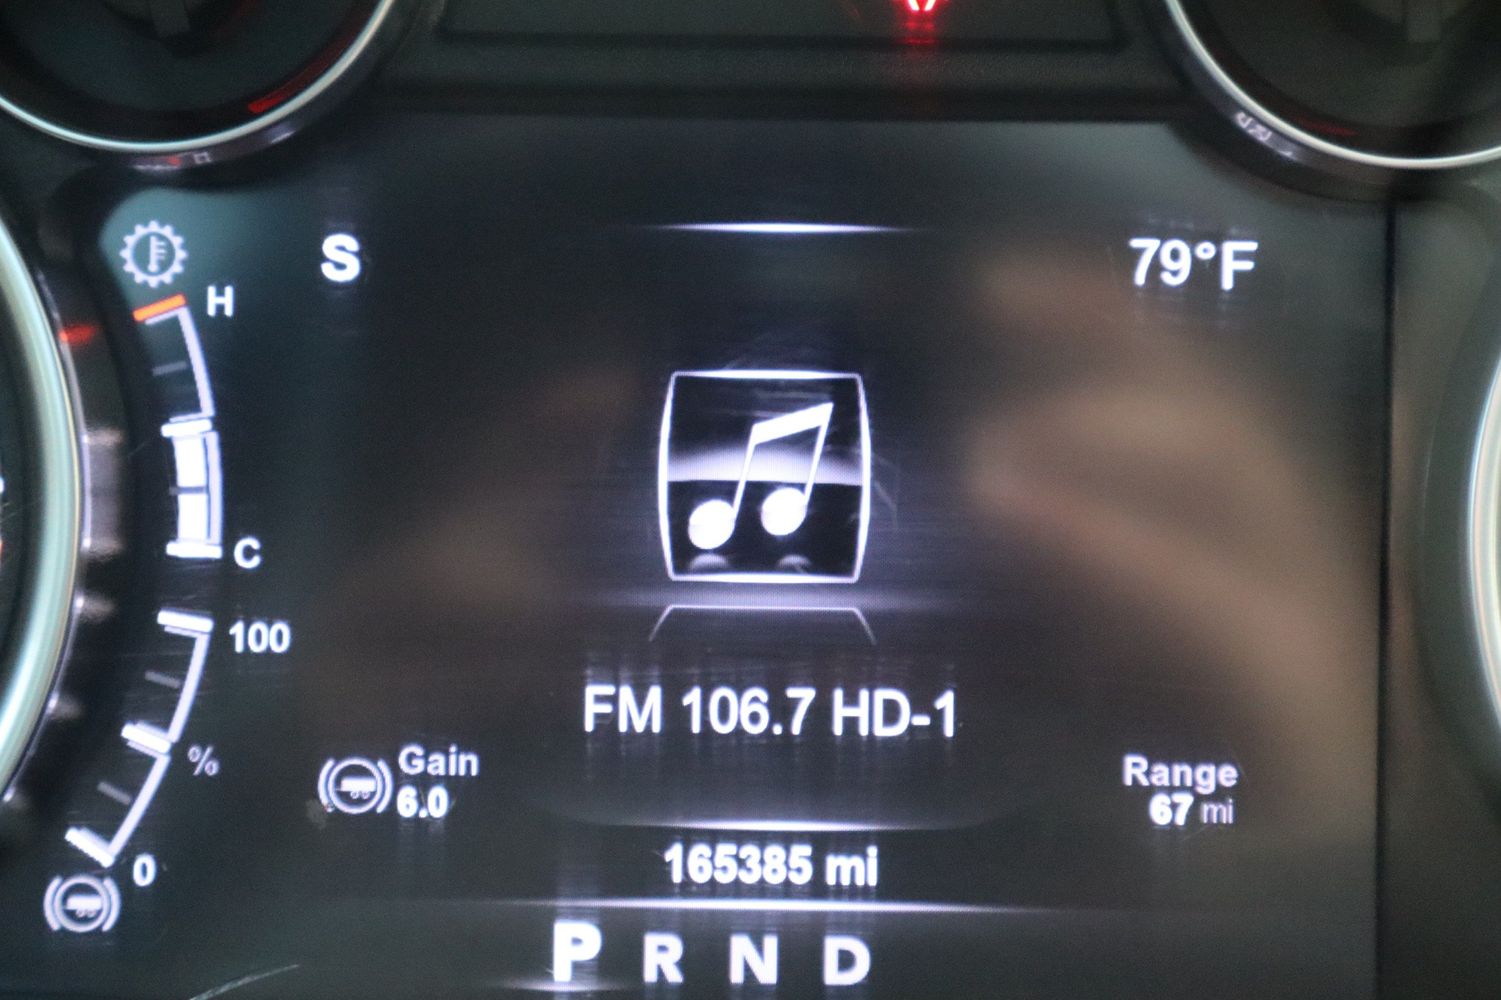 S
79°F
H
C
100
%
0
FM 106.7 HD-1
Gain
6.0
Range
67 mi
165385 mi
P R N D